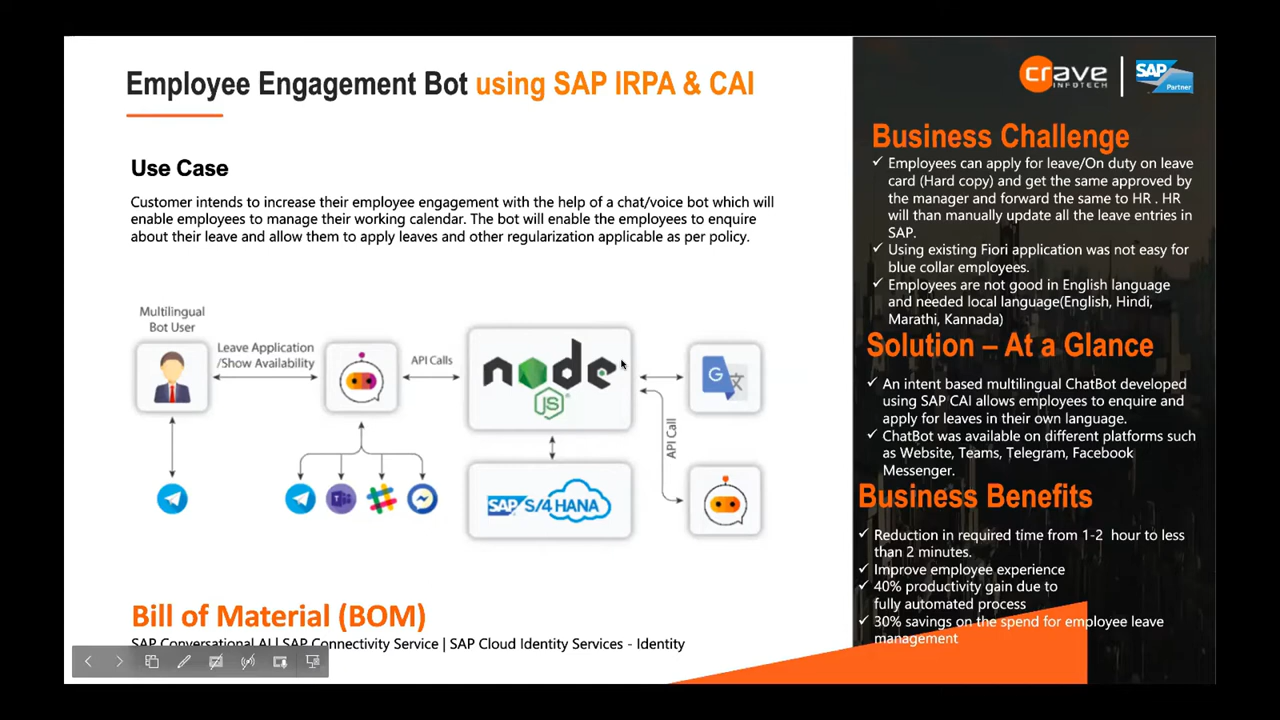 Employee Engagement Bot using SAP IRPA & CAI
Use Case
Customer intends to increase their employee engagement with the help of a chat/voice bot which will
enable employees to manage their working calendar. The bot will enable the employees to enquire
about their leave and allow them to apply leaves and other regularization applicable as per policy.
Multilingual
Bot User
Leave Application
/Show Availability
API Calls
node
JS
G
API Call
SAP S/4HANA
Bill of Material (BOM)
SAP Conversational AI | SAP Connectivity Service | SAP Cloud Identity Services - Identity
crave
INFOTECH
SAP
Partner
Business Challenge
Employees can apply for leave/On duty on leave
card (Hard copy) and get the same approved by
the manager and forward the same to HR . HR
will than manually update all the leave entries in
SAP.
Using existing Fiori application was not easy for
blue collar employees.
Employees are not good in English language
and needed local language(English, Hindi,
Marathi, Kannada)
Solution – At a Glance
An intent based multilingual ChatBot developed
using SAP CAI allows employees to enquire and
apply for leaves in their own language.
ChatBot was available on different platforms such
as Website, Teams, Telegram, Facebook
Messenger.
Business Benefits
Reduction in required time from 1-2 hour to less
than 2 minutes.
Improve employee experience
40% productivity gain due to
fully automated process
30% savings on the spend for employee leave
management